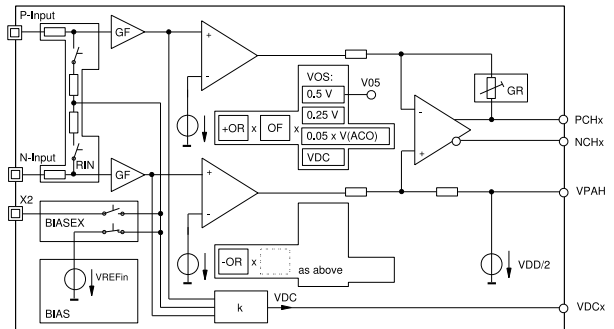 P-Input
GF
VOS:
V05
0.5 V
0.25 V
+OR x OF x 0.05 x V(ACO)
VDC
GR
PCHx
NCHx
N-Input
RIN
GF
VPAH
X2
BIASEX
VREFin
BIAS
-OR x
as above
VDD/2
k
VDC
VDCx